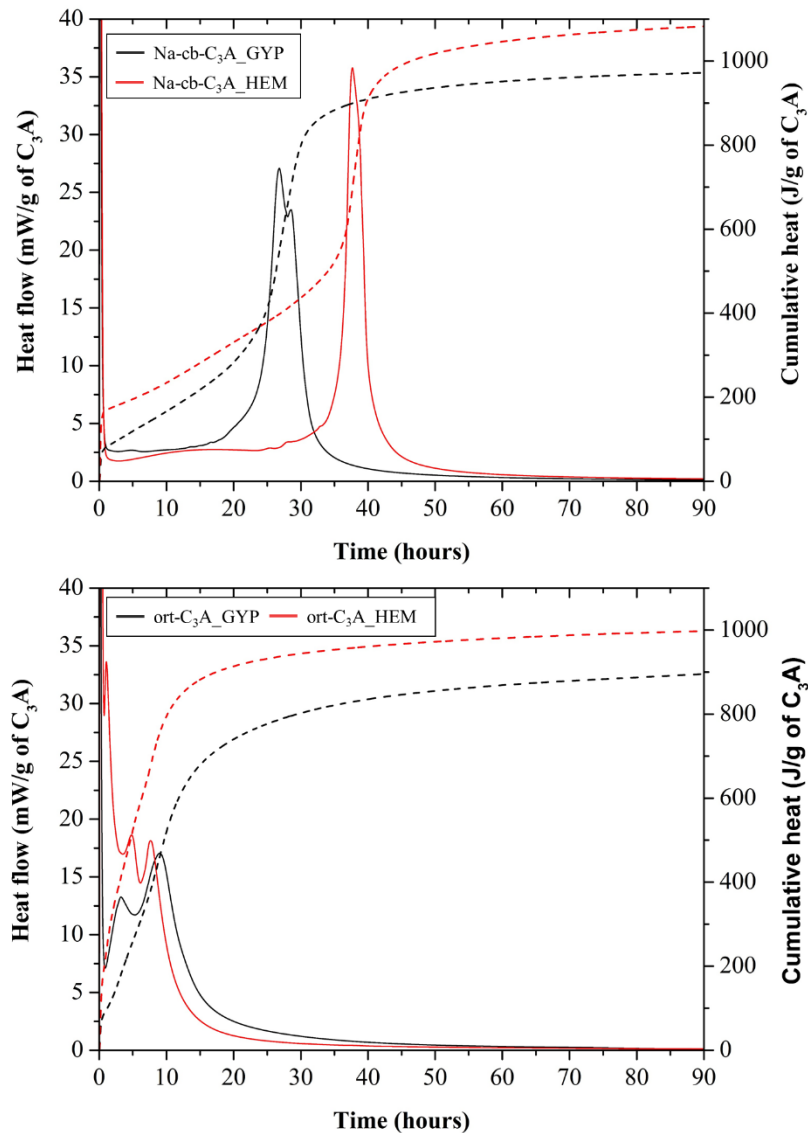 Heat flow (mW/g of C₃A)
40
35
30
25
20
15
10
5
0
Na-cb-C₃A_GYP
Na-cb-C₃A_HEM
1000
800
600
400
200
0
Cumulative heat (J/g of C₃A)
0 10 20 30 40 50 60 70 80 90
Time (hours)
Heat flow (mW/g of C₃A)
40
35
30
25
20
15
10
5
0
ort-C₃A_GYP ort-C₃A_HEM
1000
800
600
400
200
0
Cumulative heat (J/g of C₃A)
0 10 20 30 40 50 60 70 80 90
Time (hours)